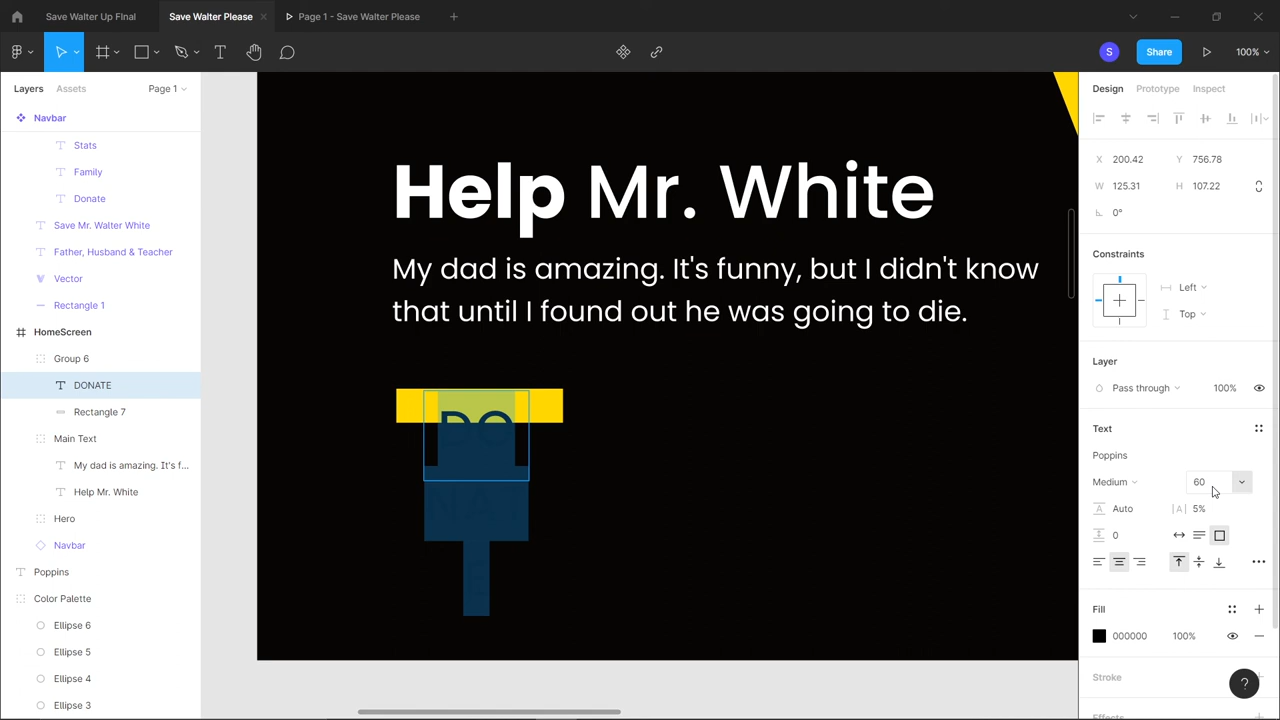 Save Walter Up FInal
Save Walter Please
Page 1 - Save Walter Please
S
Share
100%
Layers
Assets
Page 1
Navbar
Stats
Family
Donate
Save Mr. Walter White
Father, Husband & Teacher
Vector
Rectangle 1
HomeScreen
Group 6
DONATE
Rectangle 7
Main Text
My dad is amazing. It's f...
Help Mr. White
Hero
Navbar
Poppins
Color Palette
Ellipse 6
Ellipse 5
Ellipse 4
Ellipse 3
Help Mr. White
My dad is amazing. It's funny, but I didn't know
that until I found out he was going to die.
DO
NAT
E
Design
Prototype
Inspect
X 200.42 Y 756.78
W 125.31 H 107.22
0°
Constraints
Left
Top
Layer
Pass through 100%
Text
Poppins
Medium 60
Auto |A| 5%
0
Fill
000000 100%
Stroke
Effects
?